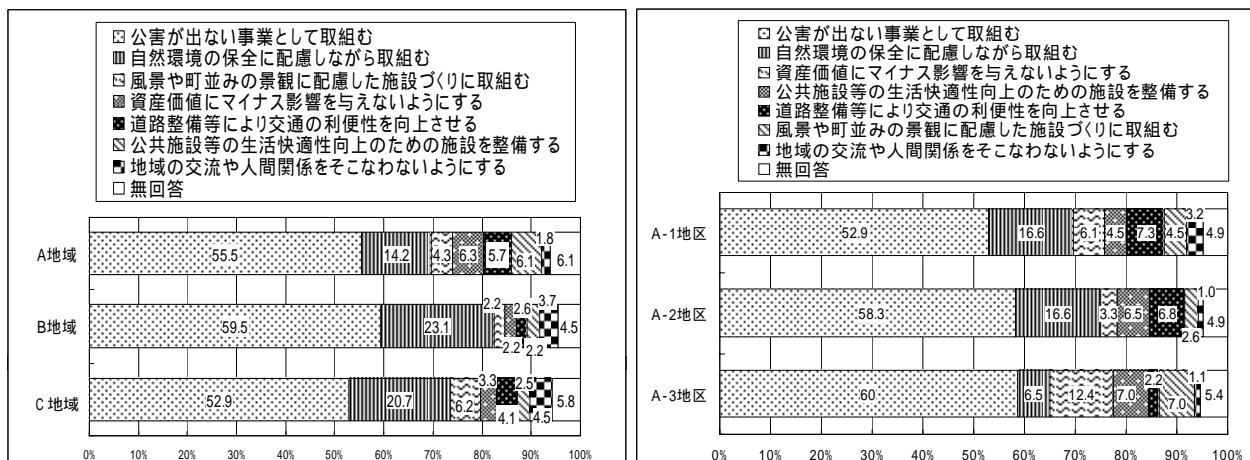 公害が出ない事業として取組む
自然環境の保全に配慮しながら取組む
風景や町並みの景観に配慮した施設づくりに取組む
資産価値にマイナス影響を与えないようにする
道路整備等により交通の利便性を向上させる
公共施設等の生活快適性向上のための施設を整備する
地域の交流や人間関係をそこなわないようにする
無回答
0% 10% 20% 30% 40% 50% 60% 70% 80% 90% 100%
A地域 55.5 14.2 4.3 6.3 5.7 6.1 1.8 6.1
B地域 59.5 23.1 2.2 2.2 2.6 2.2 3.7 4.5
C地域 52.9 20.7 6.2 3.3 4.1 2.5 4.5 5.8
0% 10% 20% 30% 40% 50% 60% 70% 80% 90% 100%
公害が出ない事業として取組む
自然環境の保全に配慮しながら取組む
資産価値にマイナス影響を与えないようにする
公共施設等の生活快適性向上のための施設を整備する
道路整備等により交通の利便性を向上させる
風景や町並みの景観に配慮した施設づくりに取組む
地域の交流や人間関係をそこなわないようにする
無回答
A-1地区 52.9 16.6 6.1 4.5 7.3 4.5 3.2 4.9
A-2地区 58.3 16.6 3.3 6.5 6.8 2.6 1.0 4.9
A-3地区 60 6.5 12.4 7.0 2.2 7.0 1.1 5.4
0% 10% 20% 30% 40% 50% 60% 70% 80% 90% 100%